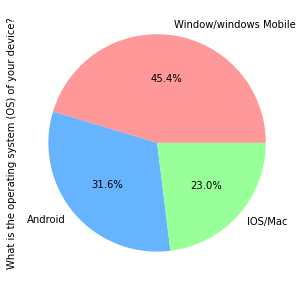 What is the operating system (OS) of your device?
Window/windows Mobile
45.4%
31.6%
23.0%
Android
IOS/Mac